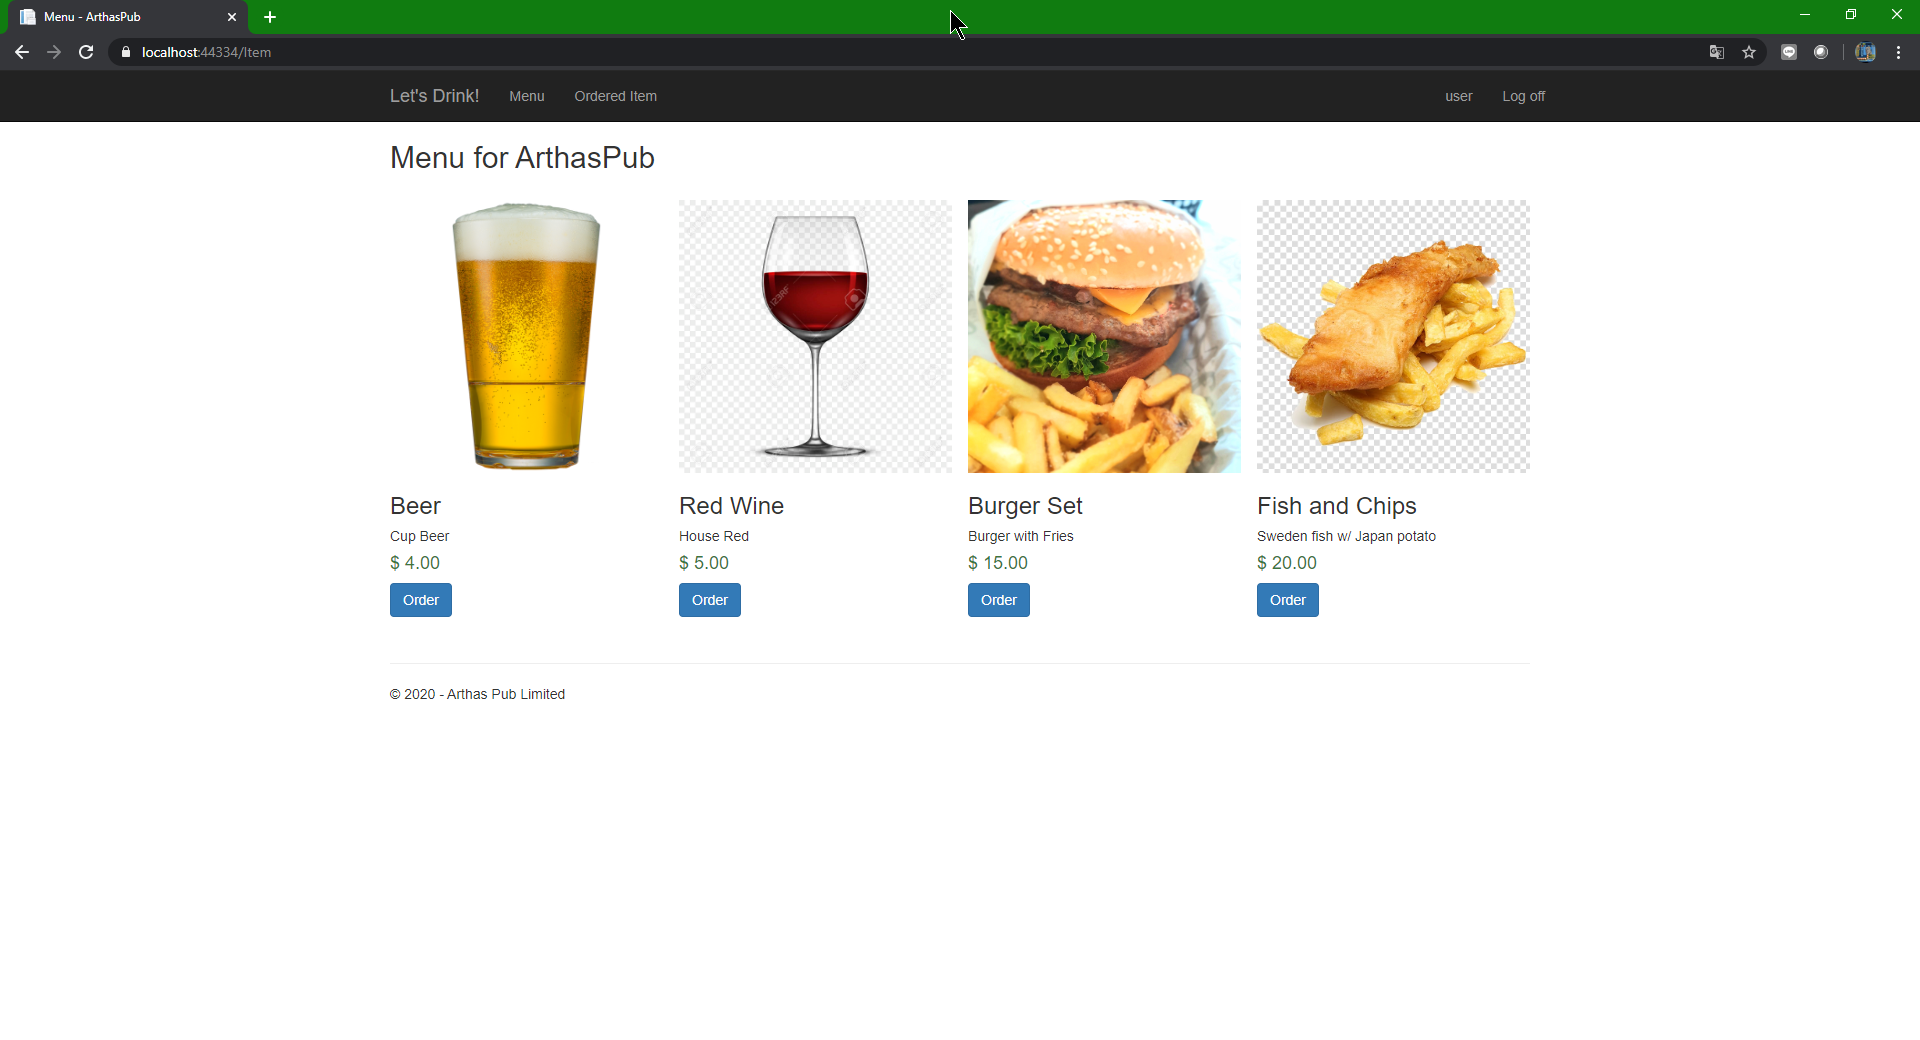 Menu - ArthasPub
localhost:44334/Item
Let's Drink! Menu Ordered Item user Log off
Menu for ArthasPub
123RF
Beer Red Wine Burger Set Fish and Chips
Cup Beer House Red Burger with Fries Sweden fish w/ Japan potato
$ 4.00 $ 5.00 $ 15.00 $ 20.00
Order Order Order Order
© 2020 - Arthas Pub Limited